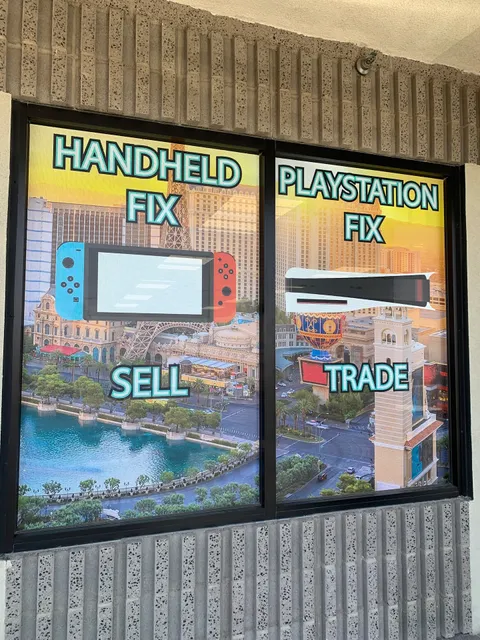 HANDHELD
FIX
SELL
PLAYSTATION
FIX
TRADE